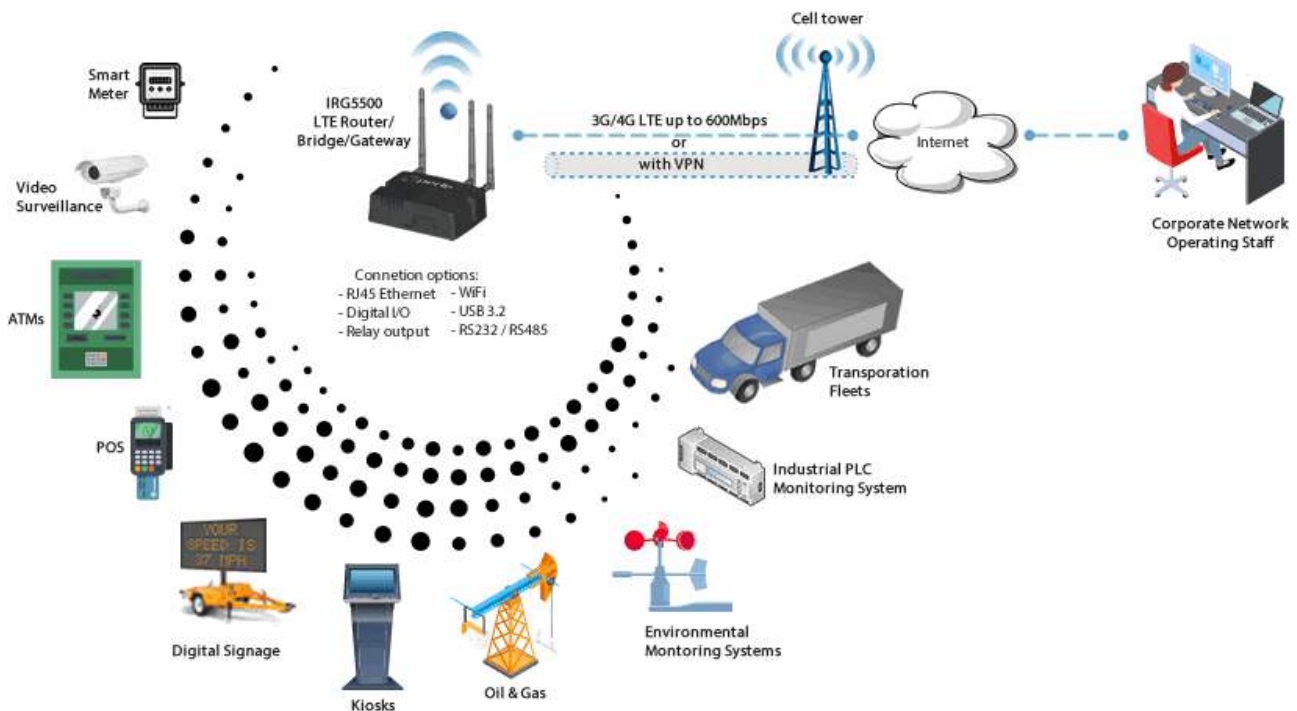 Cell tower
Smart
Meter
IRG5500
LTE Router/
Bridge/Gateway
3G/4G LTE up to 600Mbps
or
with VPN
Internet
Video
Surveillance
Corporate Network
Operating Staff
Connetion options:
- RJ45 Ethernet - WiFi
- Digital I/O - USB 3.2
- Relay output - RS232 / RS485
ATMs
Transporation
Fleets
POS
Industrial PLC
Monitoring System
YOUR
SPEED IS
37 MPH
Digital Signage
Kiosks
Oil & Gas
Environmental
Montoring Systems